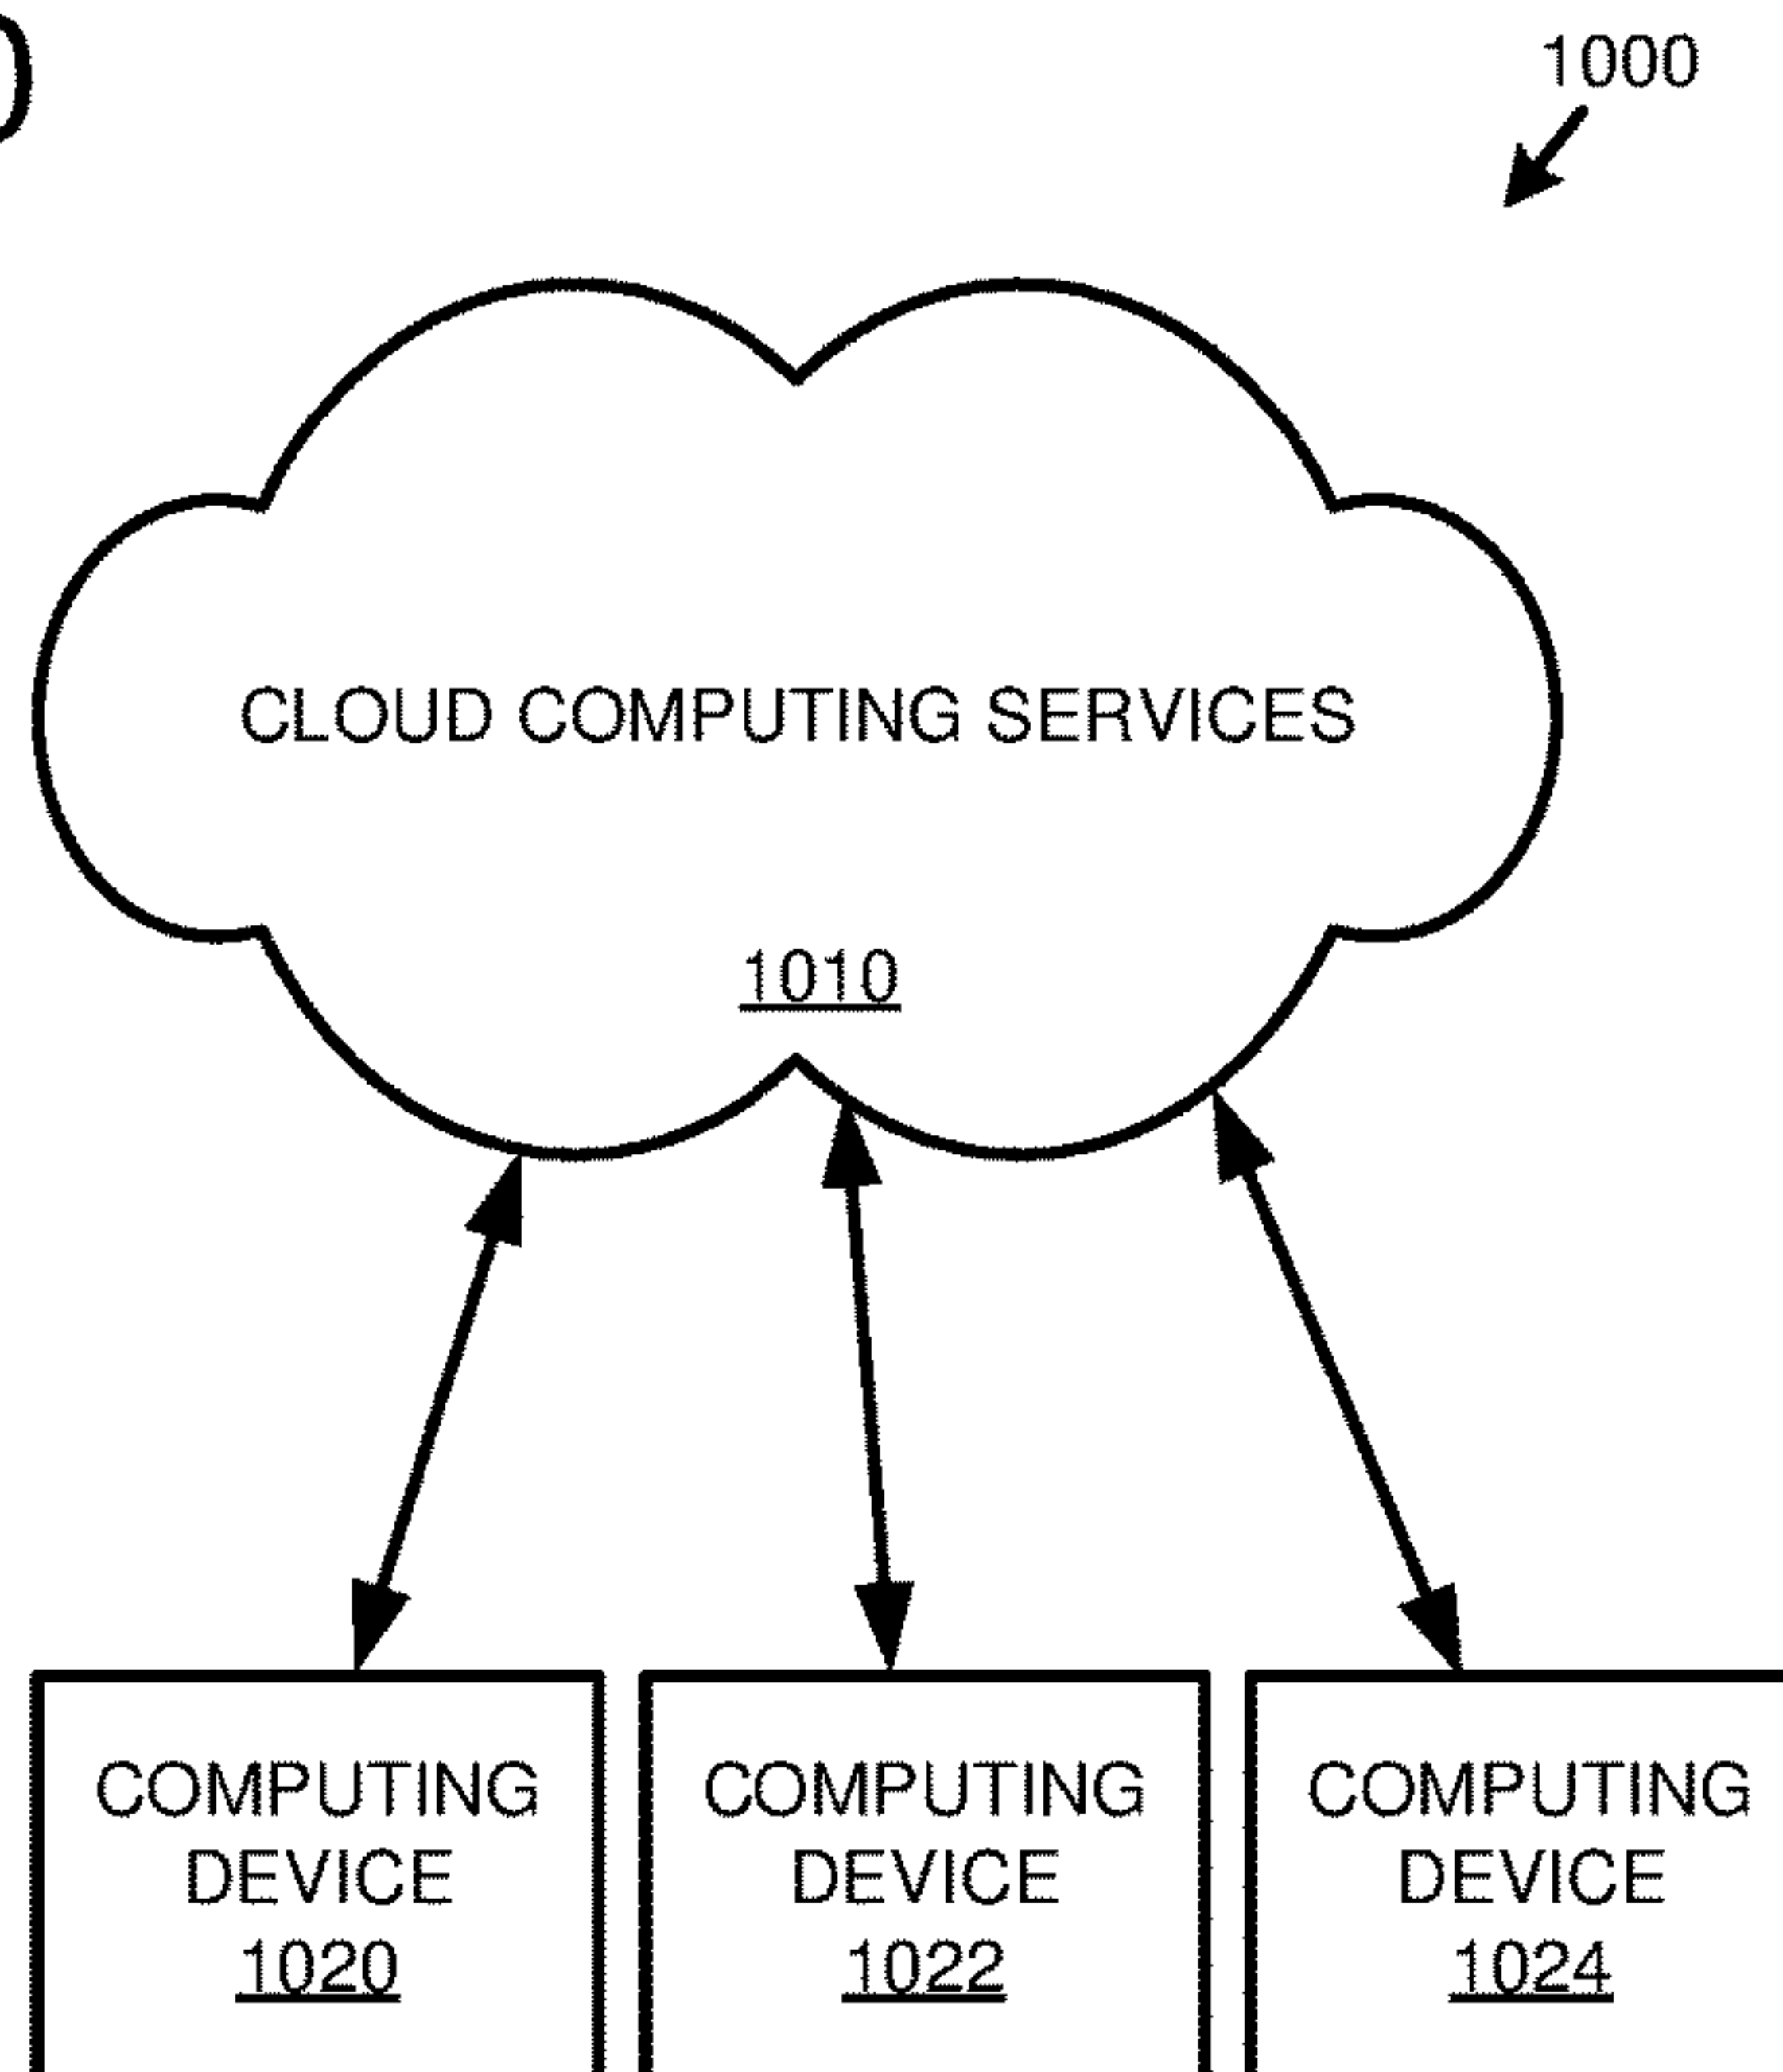 1000
CLOUD COMPUTING SERVICES
1010
COMPUTING
DEVICE
1020
COMPUTING
DEVICE
1022
COMPUTING
DEVICE
1024